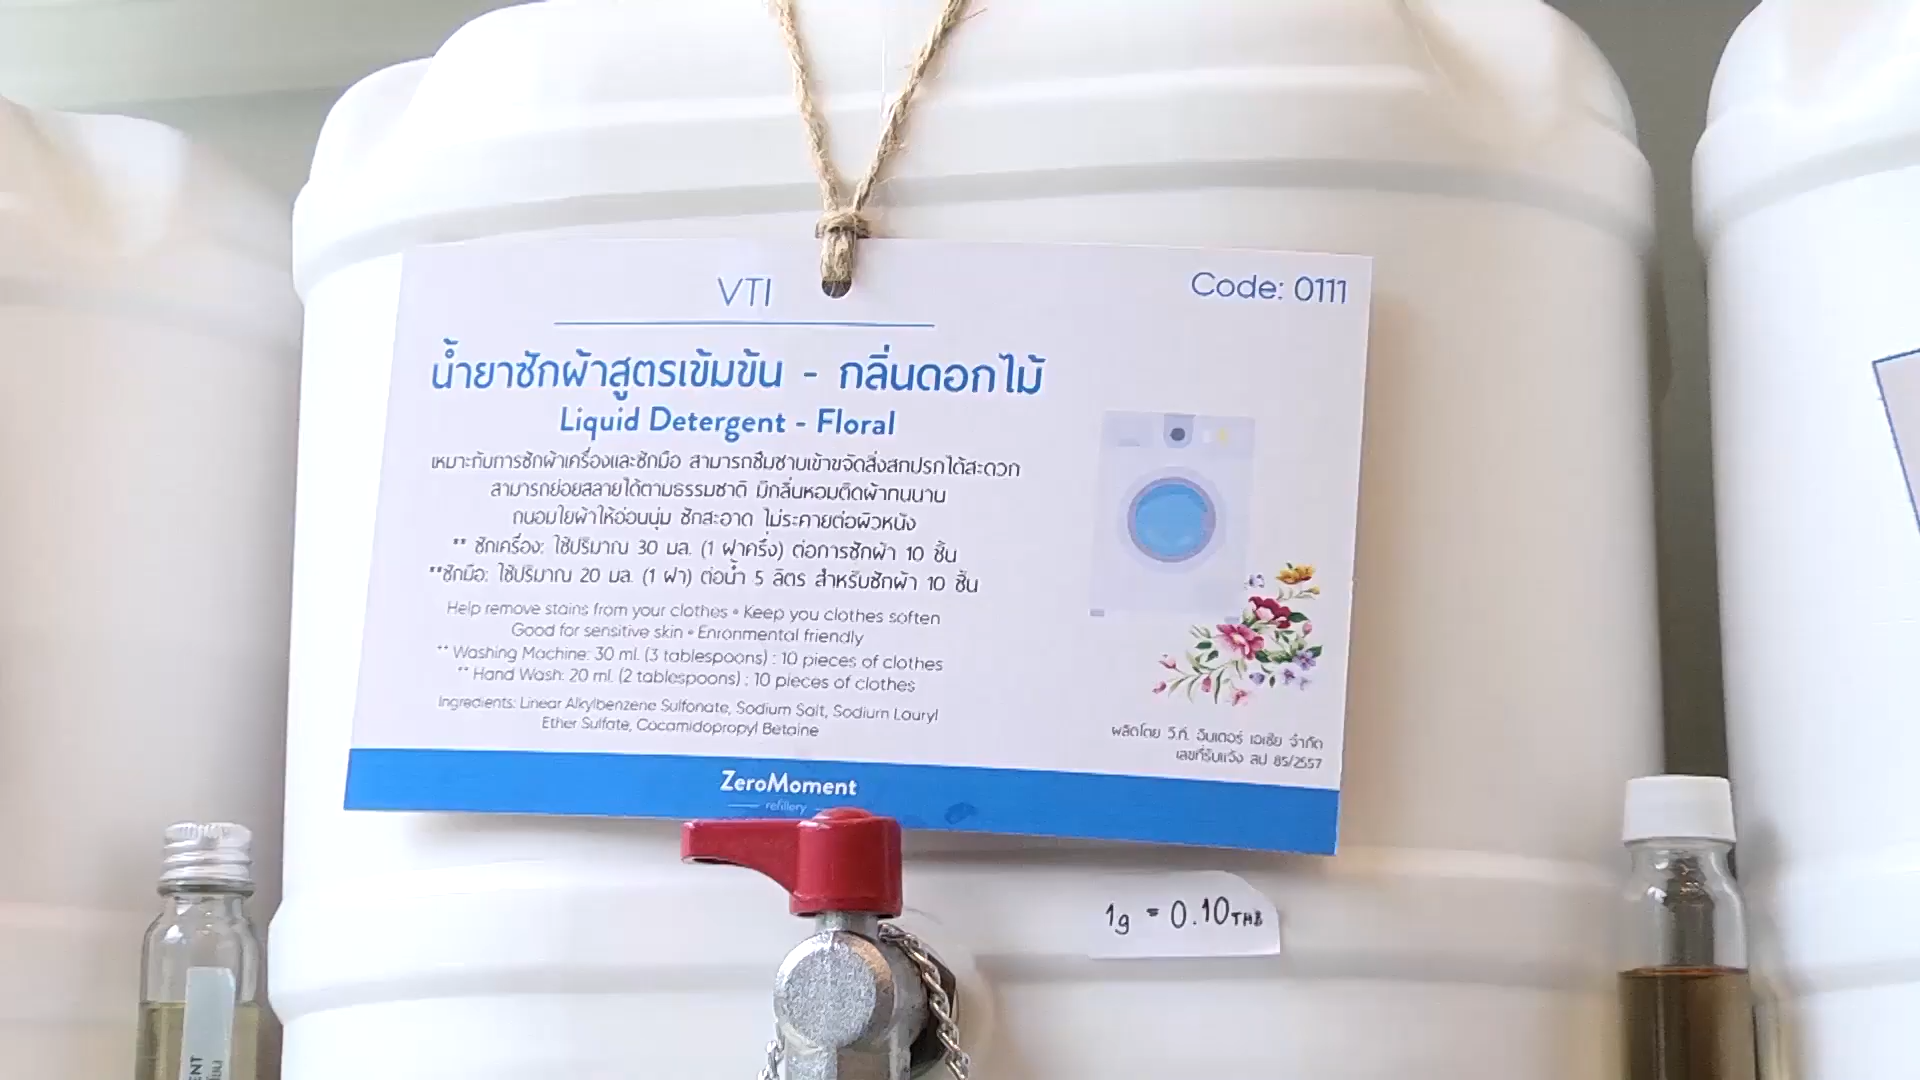 VTI
Code: 0111
น้ำยาซักผ้าสูตรเข้มข้น - กลิ่นดอกไม้
Liquid Detergent - Floral
เหมาะกับการซักผ้าเครื่องและซักมือ สามารถซึมซาบเข้าขจัดสิ่งสกปรกได้สะดวก
สามารถย่อยสลายได้ตามธรรมชาติ มีกลิ่นหอมติดผ้าทนนาน
ถนอมใยผ้าให้อ่อนนุ่ม ซักสะอาด ไม่ระคายต่อผิวหนัง
** ซักเครื่อง: ใช้ปริมาณ 30 มล. (1 ฝาครึ่ง) ต่อการซักผ้า 10 ชิ้น
**ซักมือ: ใช้ปริมาณ 20 มล. (1 ฝา) ต่อน้ำ 5 ลิตร สำหรับซักผ้า 10 ชิ้น
Help remove stains from your clothes • Keep you clothes soften
Good for sensitive skin • Enronmental friendly
** Washing Machine: 30 ml. (3 tablespoons) : 10 pieces of clothes
** Hand Wash: 20 ml. (2 tablespoons) : 10 pieces of clothes
Ingredients: Linear Alkylbenzene Sulfonate, Sodium Salt, Sodium Lauryl
Ether Sulfate, Cocamidopropyl Betaine
ผลิตโดย วี.ที. อินเตอร์ เอเชีย จำกัด
เลขที่รับแจ้ง สป 85/2557
ZeroMoment
refillery
1g = 0.10THB